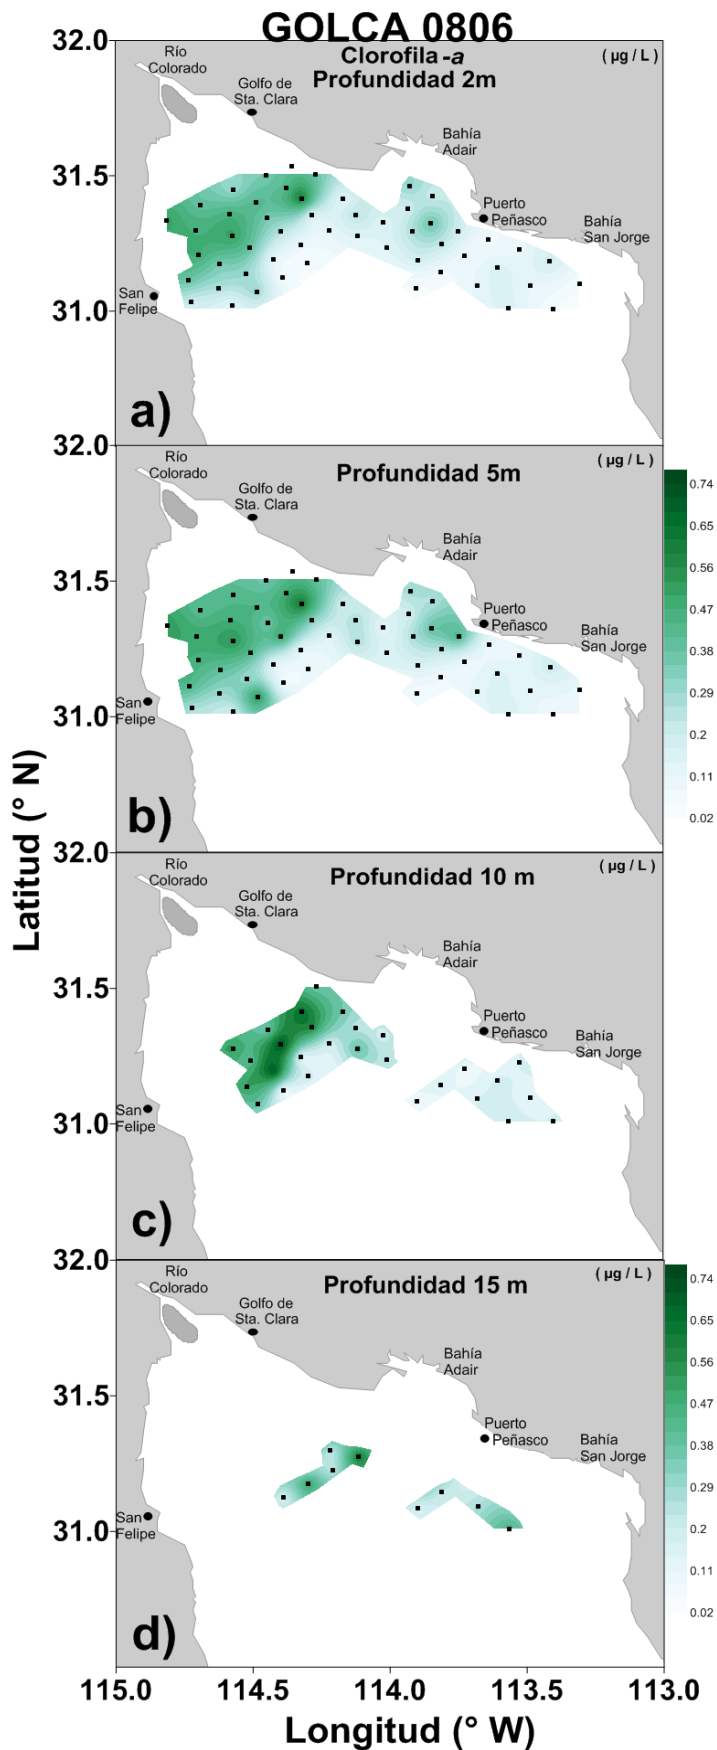 GOLCA 0806
32.0
Clorofila -a
( µg / L )
Profundidad 2m
Río
Colorado
Golfo de
Sta. Clara
Bahía
Adair
31.5
Puerto
Peñasco
Bahía
San Jorge
San
Felipe
31.0
a)
32.0
Profundidad 5m
( µg / L )
Río
Colorado
Golfo de
Sta. Clara
Bahía
Adair
31.5
Puerto
Peñasco
Bahía
San Jorge
San
Felipe
31.0
b)
0.74
0.65
0.56
0.47
0.38
0.29
0.2
0.11
0.02
Latitud (° N)
32.0
Profundidad 10 m
( µg / L )
Río
Colorado
Golfo de
Sta. Clara
Bahía
Adair
31.5
Puerto
Peñasco
Bahía
San Jorge
San
Felipe
31.0
c)
32.0
Profundidad 15 m
( µg / L )
Río
Colorado
Golfo de
Sta. Clara
Bahía
Adair
31.5
Puerto
Peñasco
Bahía
San Jorge
San
Felipe
31.0
d)
0.74
0.65
0.56
0.47
0.38
0.29
0.2
0.11
0.02
115.0 114.5 114.0 113.5 113.0
Longitud (° W)